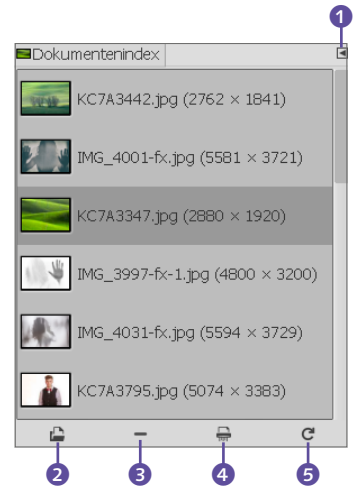 1
Dokumentenindex
KC7A3442.jpg (2762 × 1841)
IMG_4001-fx.jpg (5581 × 3721)
KC7A3347.jpg (2880 × 1920)
IMG_3997-fx-1.jpg (4800 × 3200)
IMG_4031-fx.jpg (5594 × 3729)
KC7A3795.jpg (5074 × 3383)
2 3 4 5